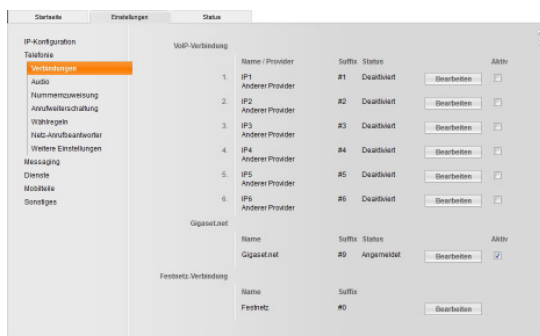 Startseite Einstellungen Status
IP-Konfiguration
Telefonie
Verbindungen
Audio
Nummernzuweisung
Anrufweiterschaltung
Wählregeln
Netz-Anrufbeantworter
Weitere Einstellungen
Messaging
Dienste
Mobilteile
Sonstiges
VoIP-Verbindung
Name / Provider Suffix Status Aktiv
1. IP1 #1 Deaktiviert Bearbeiten
Anderer Provider
2. IP2 #2 Deaktiviert Bearbeiten
Anderer Provider
3. IP3 #3 Deaktiviert Bearbeiten
Anderer Provider
4. IP4 #4 Deaktiviert Bearbeiten
Anderer Provider
5. IP5 #5 Deaktiviert Bearbeiten
Anderer Provider
6. IP6 #6 Deaktiviert Bearbeiten
Anderer Provider
Gigaset.net
Name Suffix Status Aktiv
Gigaset.net #9 Angemeldet Bearbeiten
Festnetz-Verbindung
Name Suffix
Festnetz #0 Bearbeiten